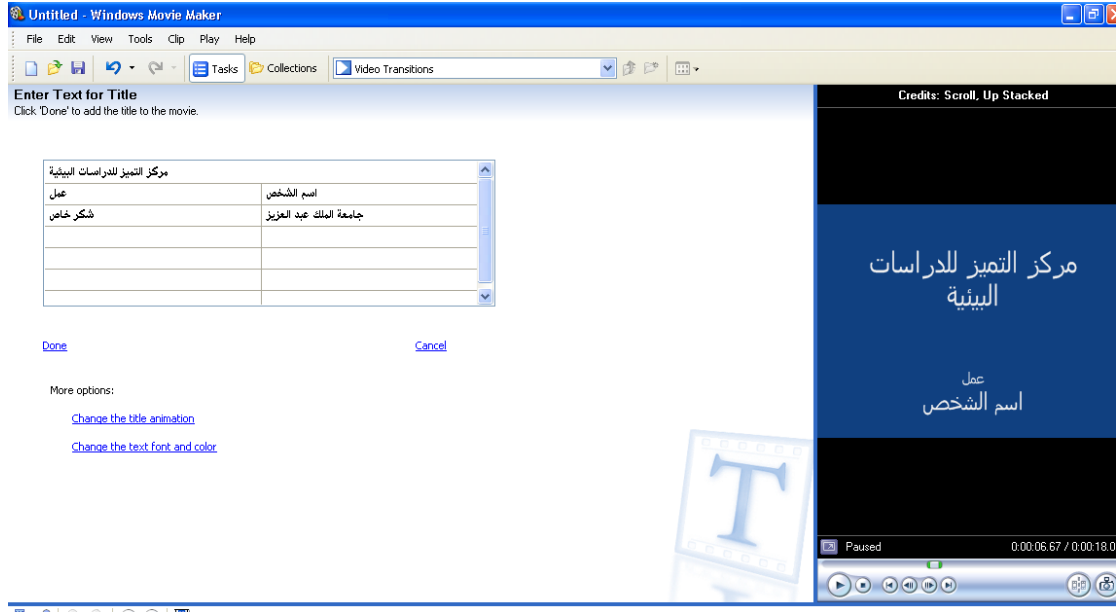 Untitled - Windows Movie Maker
File Edit View Tools Clip Play Help
Tasks Collections Video Transitions
Enter Text for Title
Click 'Done' to add the title to the movie.
مركز التميز للدراسات البيئية
عمل اسم الشخص
شكر خاص جامعة الملك عبد العزيز
Done Cancel
More options:
Change the title animation
Change the text font and color
T
Credits: Scroll, Up Stacked
مركز التميز للدراسات
البيئية
عمل
اسم الشخص
Paused 0:00:06.67 / 0:00:18.0